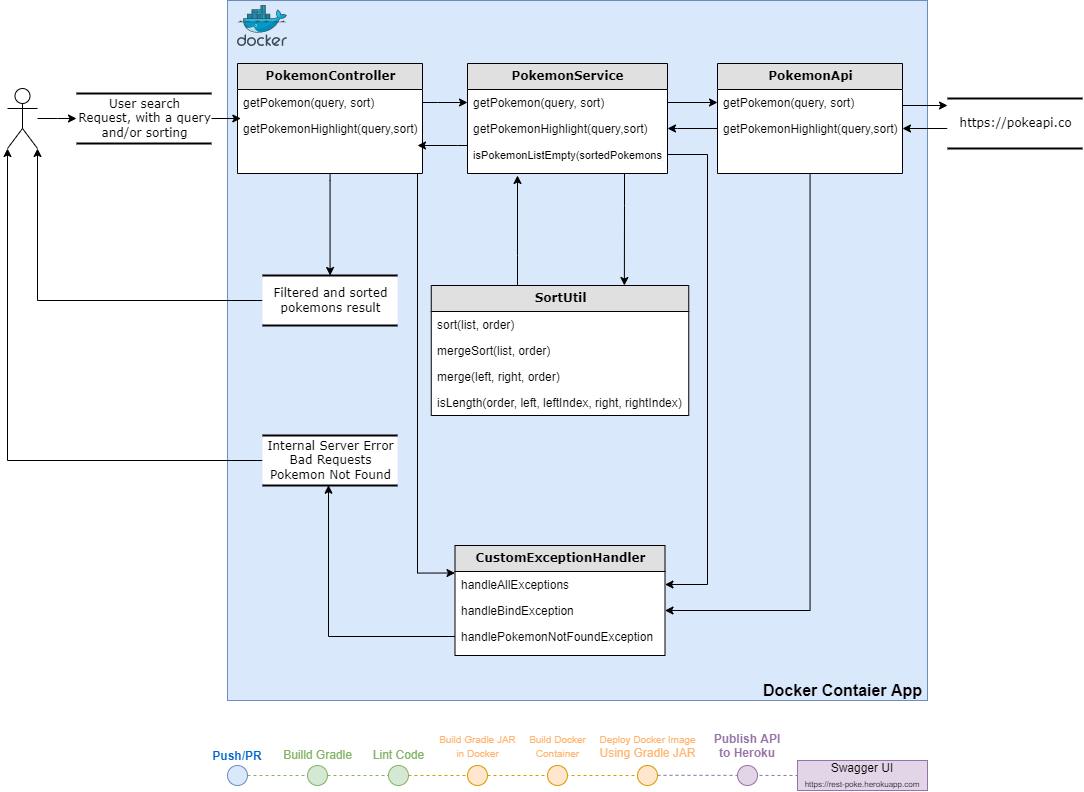 docker
PokemonController
getPokemon(query, sort)
getPokemonHighlight(query,sort)
PokemonService
getPokemon(query, sort)
getPokemonHighlight(query,sort)
isPokemonListEmpty(sortedPokemons
PokemonApi
getPokemon(query, sort)
getPokemonHighlight(query,sort)
User search
Request, with a query
and/or sorting
https://pokeapi.co
Filtered and sorted
pokemons result
SortUtil
sort(list, order)
mergeSort(list, order)
merge(left, right, order)
isLength(order, left, leftIndex, right, rightIndex)
Internal Server Error
Bad Requests
Pokemon Not Found
CustomExceptionHandler
handleAllExceptions
handleBindException
handlePokemonNotFoundException
Docker Contaier App
Push/PR
Build Gradle
Lint Code
Build Gradle JAR
in Docker
Build Docker
Container
Deploy Docker Image
Using Gradle JAR
Publish API
to Heroku
Swagger UI
https://rest-poke.herokuapp.com